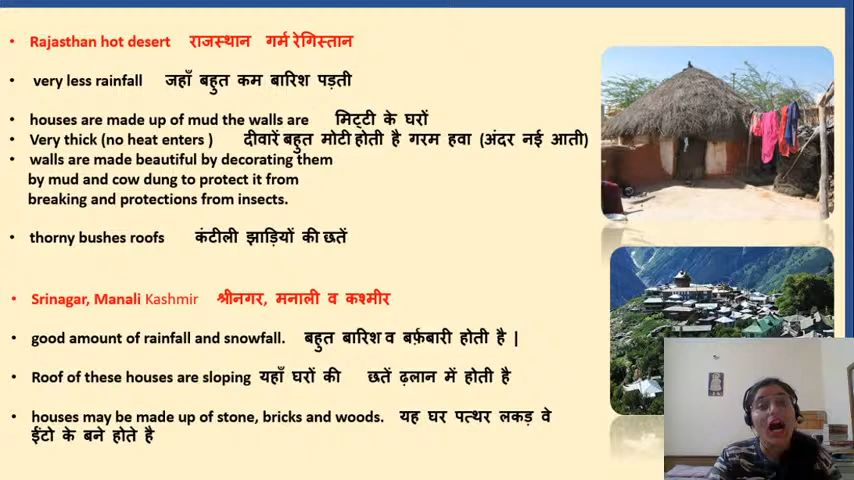 • Rajasthan hot desert राजस्थान गर्म रेगिस्तान
• very less rainfall जहाँ बहुत कम बारिश पड़ती
• houses are made up of mud the walls are मिट्टी के घरों
• Very thick (no heat enters ) दीवारें बहुत मोटी होती है गरम हवा (अंदर नई आती)
• walls are made beautiful by decorating them
by mud and cow dung to protect it from
breaking and protections from insects.
• thorny bushes roofs कंटीली झाड़ियों की छतें
• Srinagar, Manali Kashmir श्रीनगर, मनाली व कश्मीर
• good amount of rainfall and snowfall. बहुत बारिश व बर्फ़बारी होती है |
• Roof of these houses are sloping यहाँ घरों की छतें ढ़लान में होती है
• houses may be made up of stone, bricks and woods. यह घर पत्थर लकड़ वे
ईंटो के बने होते है